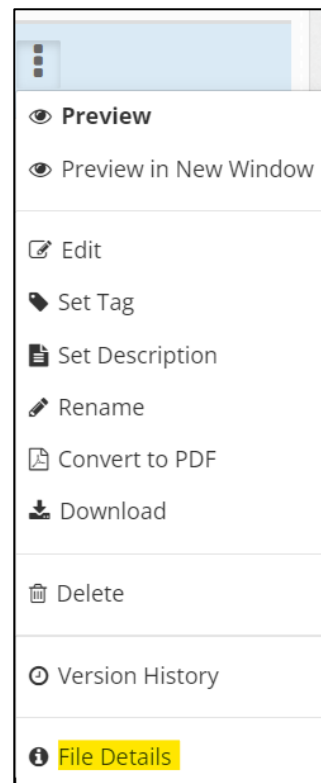 Preview
Preview in New Window
Edit
Set Tag
Set Description
Rename
Convert to PDF
Download
Delete
Version History
File Details